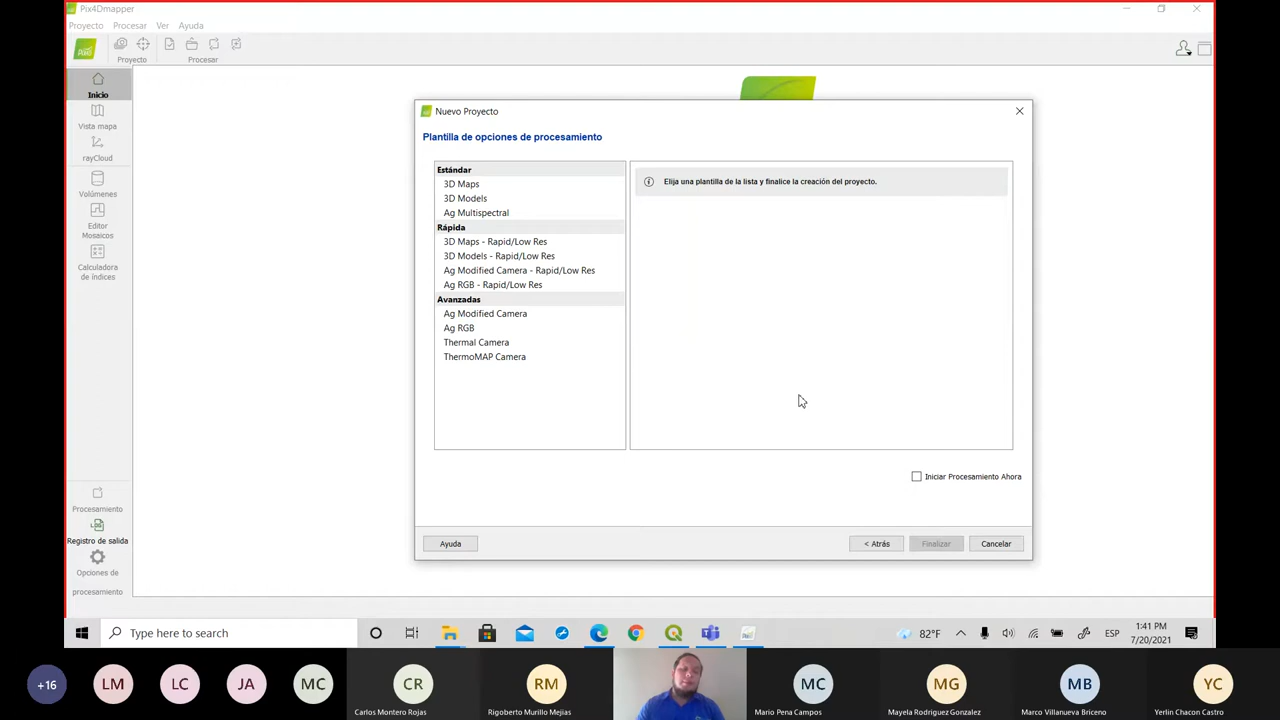 Pix4Dmapper
Proyecto Procesar Ver Ayuda
Proyecto
Procesar
Inicio
Vista mapa
rayCloud
Volúmenes
Editor
Mosaicos
Calculadora
de índices
Procesamiento
Registro de salida
Opciones de
procesamiento
Nuevo Proyecto
Plantilla de opciones de procesamiento
Estándar
3D Maps
3D Models
Ag Multispectral
Rápida
3D Maps - Rapid/Low Res
3D Models - Rapid/Low Res
Ag Modified Camera - Rapid/Low Res
Ag RGB - Rapid/Low Res
Avanzadas
Ag Modified Camera
Ag RGB
Thermal Camera
ThermoMAP Camera
Elija una plantilla de la lista y finalice la creación del proyecto.
Iniciar Procesamiento Ahora
Ayuda
< Atrás
Finalizar
Cancelar
Type here to search
82°F
ESP
1:41 PM
7/20/2021
+16
LM
LC
JA
MC
CR
Carlos Montero Rojas
RM
Rigoberto Murillo Mejias
MC
Mario Pena Campos
MG
Mayela Rodriguez Gonzalez
MB
Marco Villanueva Briceno
YC
Yerlin Chacon Castro